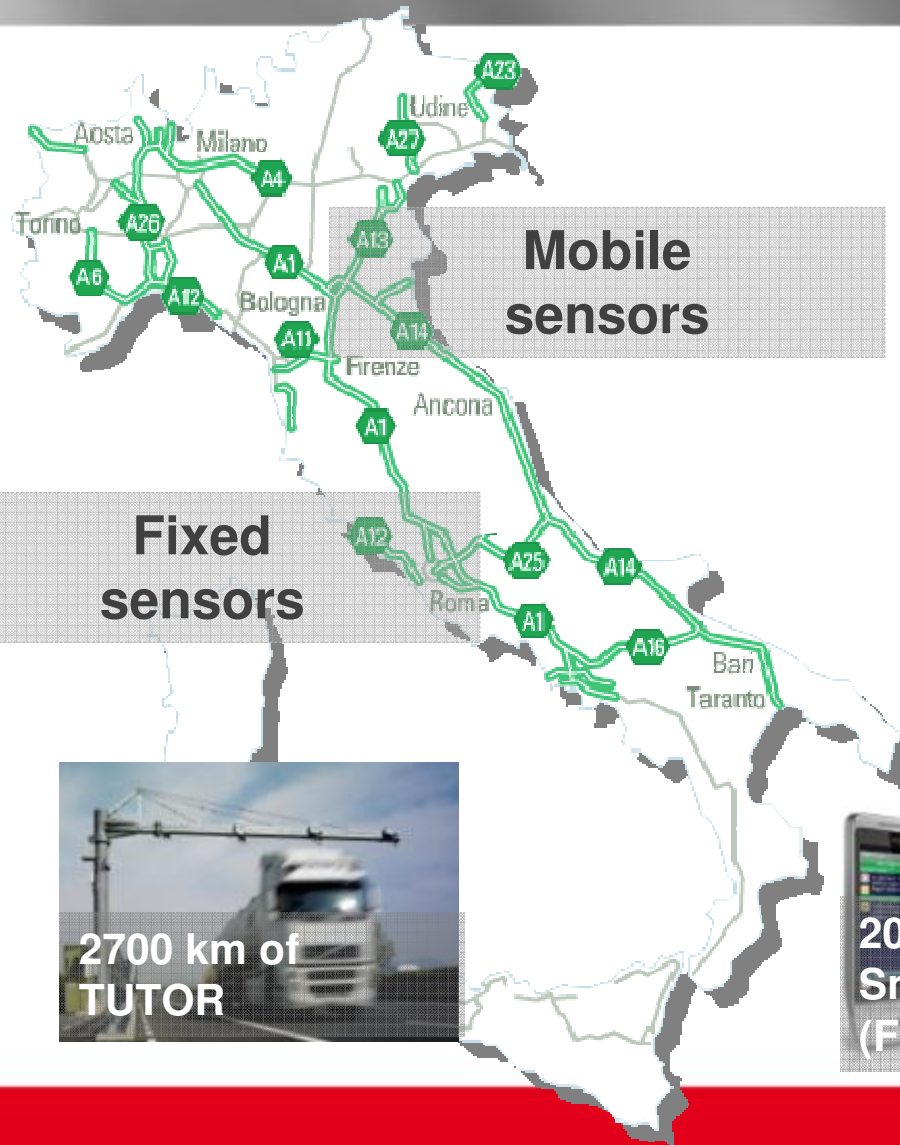 A23
Udine
A27
Aosta
Milano
A4
Torino
A26
A13
Mobile
sensors
A1
A6
A12
Bologna
A11
A14
Firenze
Ancona
A1
Fixed
sensors
A12
A25
A14
Roma
A1
A16
Bari
Taranto
2700 km of
TUTOR
20
(F